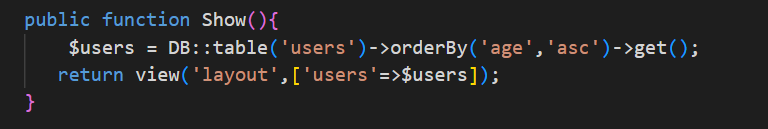 public function Show(){
$users = DB::table('users')->orderBy('age','asc')->get();
return view('layout',['users'=>$users]);
}